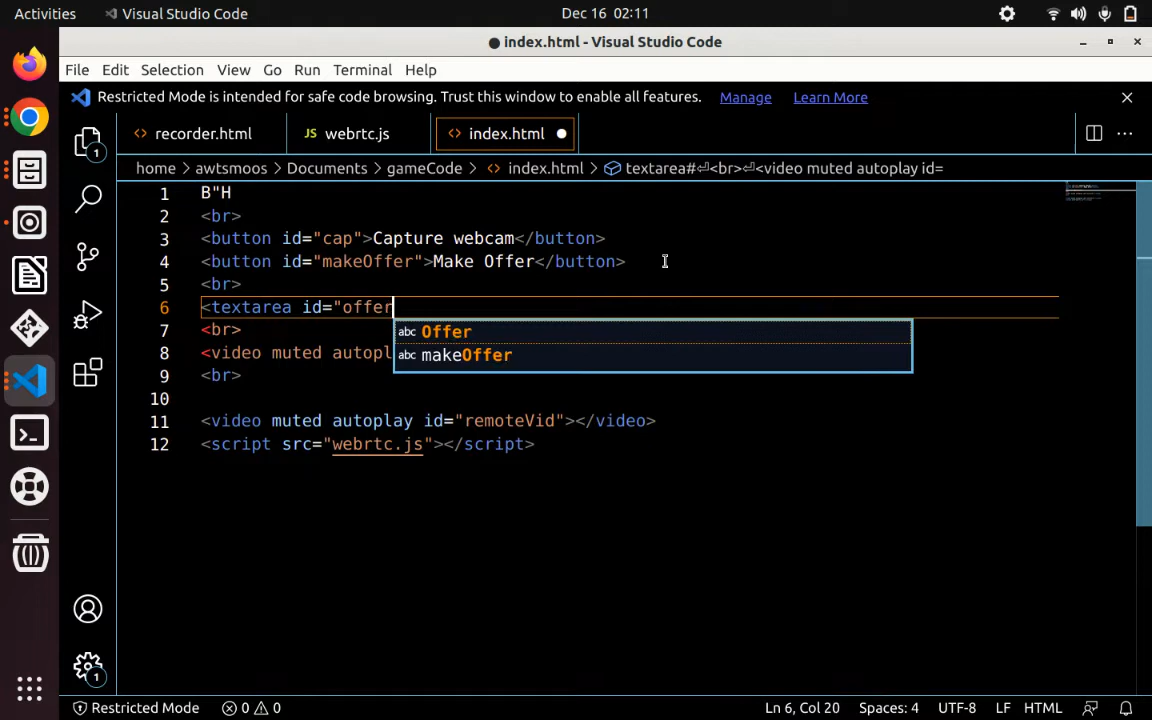 Activities Visual Studio Code Dec 16 02:11
index.html - Visual Studio Code
File Edit Selection View Go Run Terminal Help
Restricted Mode is intended for safe code browsing. Trust this window to enable all features. Manage Learn More
recorder.html JS webrtc.js index.html
home > awtsmoos > Documents > gameCode > index.html > textarea#⏎<br>⏎<video muted autoplay id=
1 B"H
2 <br>
3 <button id="cap">Capture webcam</button>
4 <button id="makeOffer">Make Offer</button>
5 <br>
6 <textarea id="offer
abc Offer
7 <br>
abc makeOffer
8 <video muted autopl
9 <br>
10
11 <video muted autoplay id="remoteVid"></video>
12 <script src="webrtc.js"></script>
1
1
Restricted Mode 0 0 Ln 6, Col 20 Spaces: 4 UTF-8 LF HTML